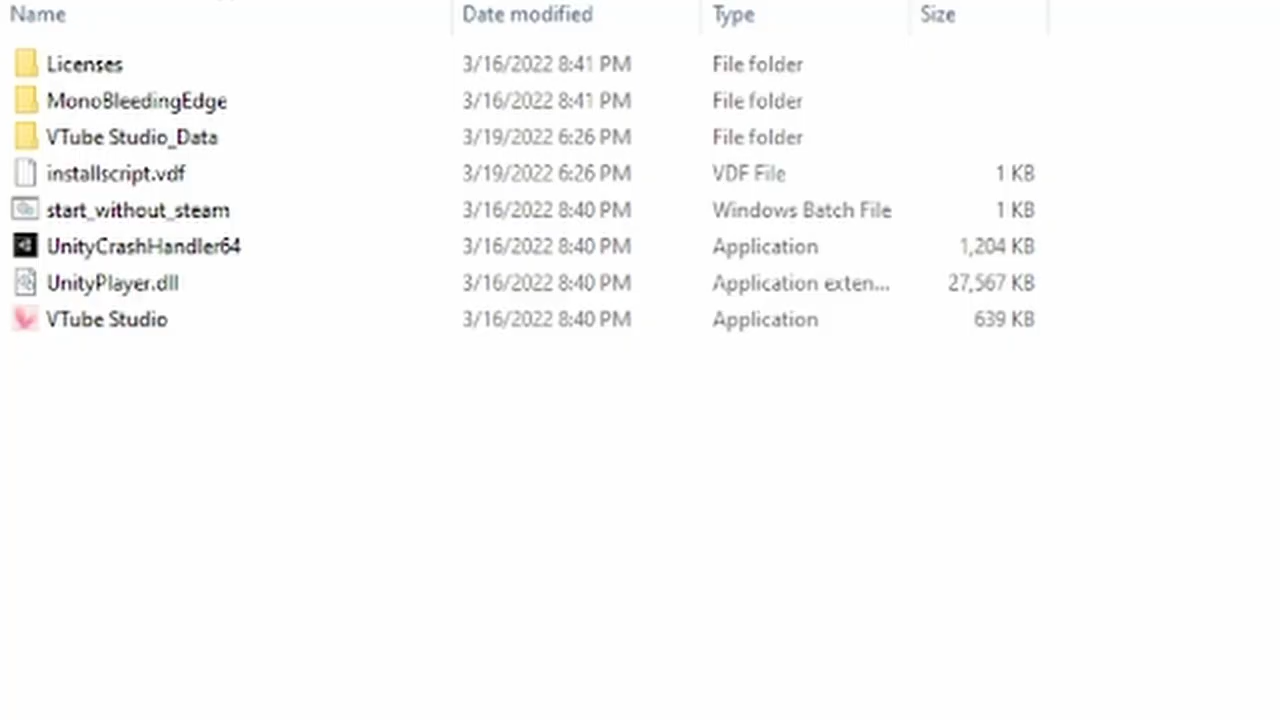 Name Date modified Type Size
Licenses 3/16/2022 8:41 PM File folder
MonoBleedingEdge 3/16/2022 8:41 PM File folder
VTube Studio_Data 3/19/2022 6:26 PM File folder
installscript.vdf 3/19/2022 6:26 PM VDF File 1 KB
start_without_steam 3/16/2022 8:40 PM Windows Batch File 1 KB
UnityCrashHandler64 3/16/2022 8:40 PM Application 1,204 KB
UnityPlayer.dll 3/16/2022 8:40 PM Application exten... 27,567 KB
VTube Studio 3/16/2022 8:40 PM Application 639 KB